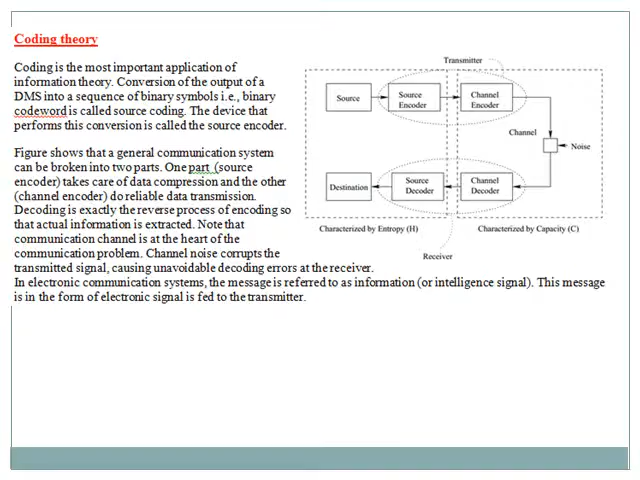 Coding theory
Coding is the most important application of
information theory. Conversion of the output of a
DMS into a sequence of binary symbols i.e., binary
codeword is called source coding. The device that
performs this conversion is called the source encoder.
Figure shows that a general communication system
can be broken into two parts. One part (source
encoder) takes care of data compression and the other
(channel encoder) do reliable data transmission.
Decoding is exactly the reverse process of encoding so
that actual information is extracted. Note that
communication channel is at the heart of the
communication problem. Channel noise corrupts the
transmitted signal, causing unavoidable decoding errors at the receiver.
In electronic communication systems, the message is referred to as information (or intelligence signal). This message
is in the form of electronic signal is fed to the transmitter.
Transmitter
Source
Source
Encoder
Channel
Encoder
Channel
Noise
Destination
Source
Decoder
Channel
Decoder
Characterized by Entropy (H)
Characterized by Capacity (C)
Receiver